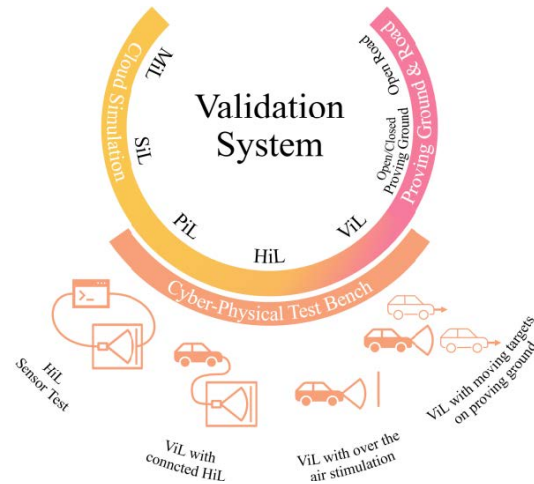 Validation
System
Cloud Simulation
MiL
SiL
PiL
HiL
ViL
Open/Closed
Proving Ground
Open Road
Proving Ground & Road
Cyber-Physical Test Bench
>_
HiL
Sensor Test
ViL with
conncted HiL
ViL with over the
air stimulation
ViL with moving targets
on proving ground